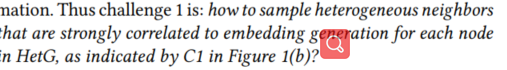 mation. Thus challenge 1 is: how to sample heterogeneous neighbors
that are strongly correlated to embedding generation for each node
in HetG, as indicated by C1 in Figure 1(b)?